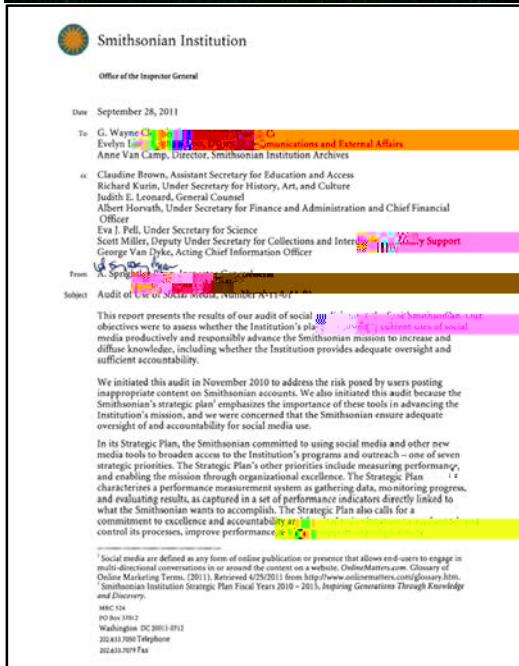 Smithsonian Institution
Office of the Inspector General
Date September 28, 2011
To G. Wayne
Evelyn Communications and External Affairs
Anne Van Camp, Director, Smithsonian Institution Archives
cc Claudine Brown, Assistant Secretary for Education and Access
Richard Kurin, Under Secretary for History, Art, and Culture
Judith E. Leonard, General Counsel
Albert Horvath, Under Secretary for Finance and Administration and Chief Financial
Officer
Eva J. Pell, Under Secretary for Science
Scott Miller, Deputy Under Secretary for Collections and Support
George Van Dyke, Acting Chief Information Officer
From A.
Subject Audit of Use of Social Media, Number
This report presents the results of our audit of social the Smithsonian. Our
objectives were to assess whether the Institution's current uses of social
media productively and responsibly advance the Smithsonian mission to increase and
diffuse knowledge, including whether the Institution provides adequate oversight and
sufficient accountability.
We initiated this audit in November 2010 to address the risk posed by users posting
inappropriate content on Smithsonian accounts. We also initiated this audit because the
Smithsonian's strategic plan² emphasizes the importance of these tools in advancing the
Institution's mission, and we were concerned that the Smithsonian ensure adequate
oversight of and accountability for social media use.
In its Strategic Plan, the Smithsonian committed to using social media and other new
media tools to broaden access to the Institution's programs and outreach – one of seven
strategic priorities. The Strategic Plan's other priorities include measuring performance,
and enabling the mission through organizational excellence. The Strategic Plan
characterizes a performance measurement system as gathering data, monitoring progress,
and evaluating results, as captured in a set of performance indicators directly linked to
what the Smithsonian wants to accomplish. The Strategic Plan also calls for a
commitment to excellence and accountability
control its processes, improve performance,
¹ Social media are defined as any form of online publication or presence that allows end-users to engage in
multi-directional conversations in or around the content on a website. OnlineMatters.com. Glossary of
Online Marketing Terms. (2011). Retrieved 4/25/2011 from http://www.onlinematters.com/glossary.htm.
² Smithsonian Institution Strategic Plan Fiscal Years 2010 – 2015, Inspiring Generations Through Knowledge
and Discovery.
MRC 524
PO Box 37012
Washington DC 20013-0712
202.633.7050 Telephone
202.633.7079 Fax